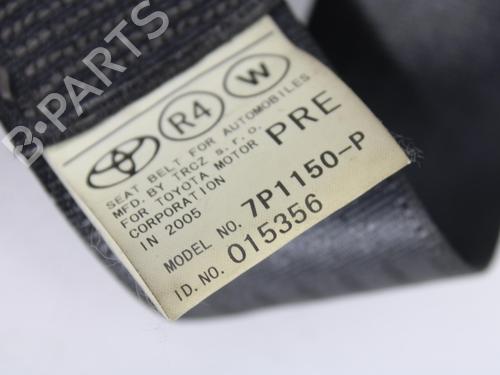 B-PARTS
R4 W
SEAT BELT FOR AUTOMOBILES
MFD. BY TRCZ s.r.o.
FOR TOYOTA MOTOR PRE
CORPORATION
IN 2005
MODEL NO. 7P1150-P
ID. NO. 015356